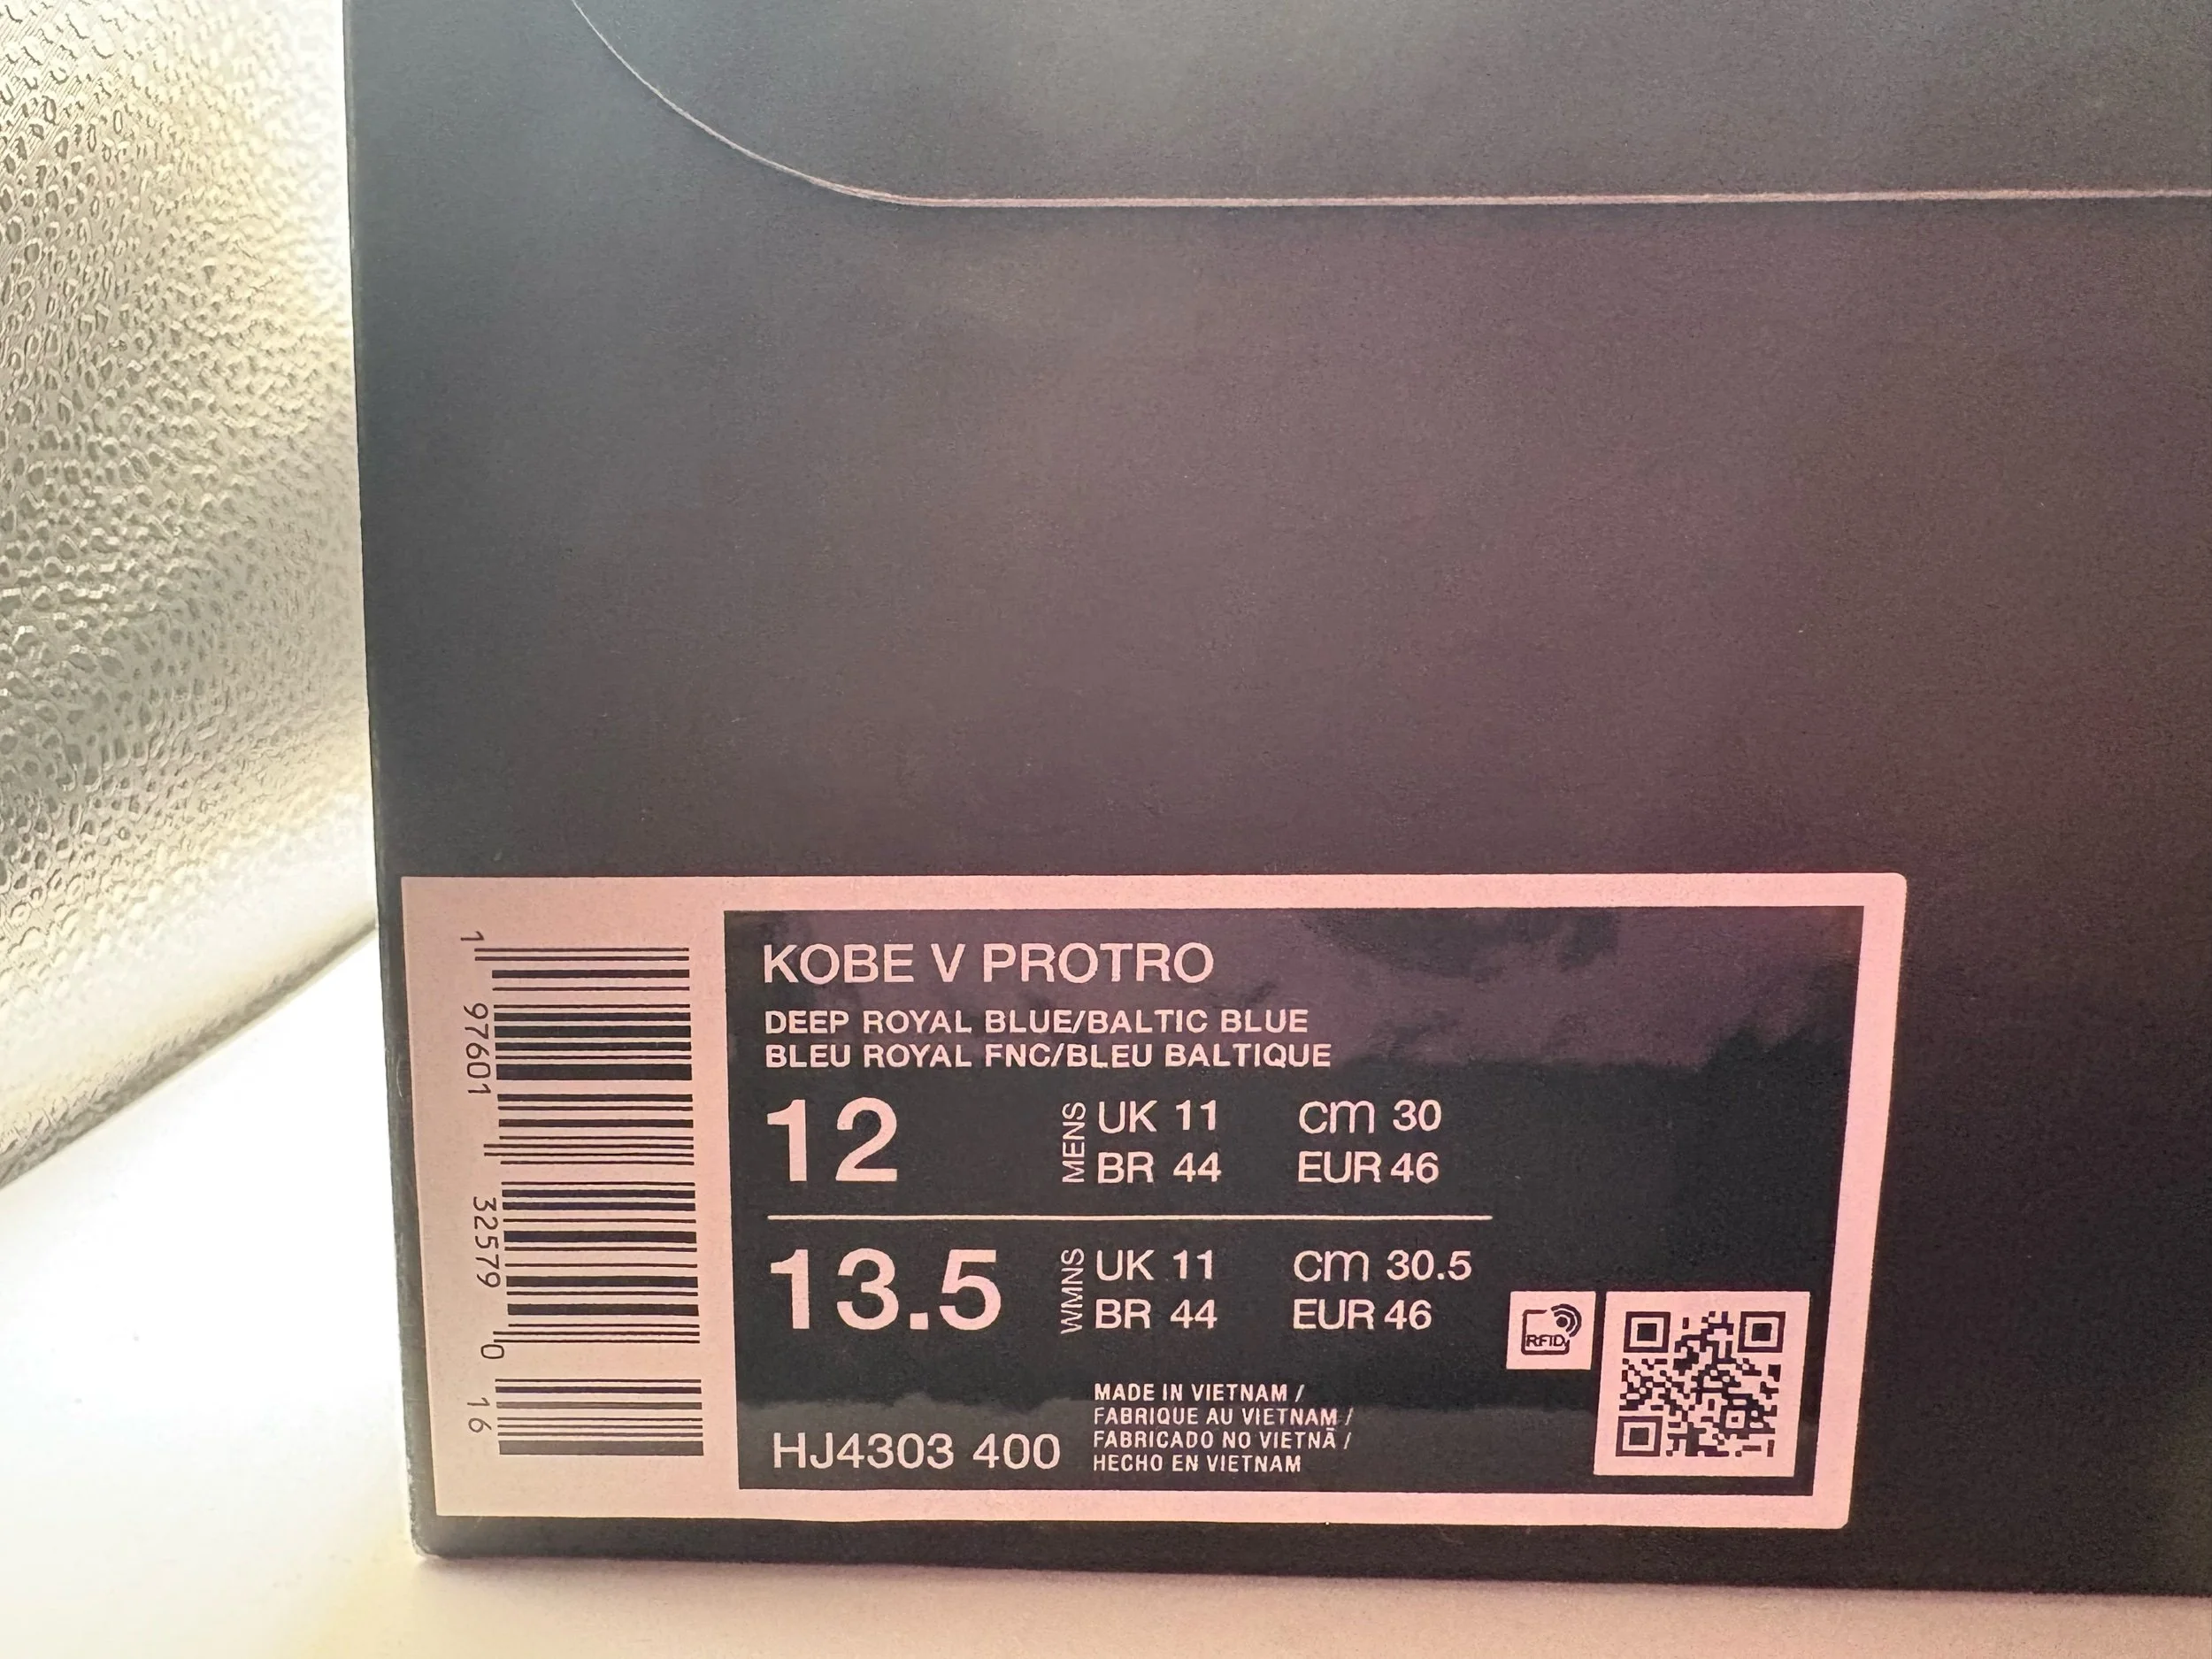 1 97601 32579 0 16
KOBE V PROTRO
DEEP ROYAL BLUE/BALTIC BLUE
BLEU ROYAL FNC/BLEU BALTIQUE
12 MENS UK 11 cm 30
BR 44 EUR 46
13.5 WMNS UK 11 cm 30.5
BR 44 EUR 46
RFID
HJ4303 400
MADE IN VIETNAM /
FABRIQUE AU VIETNAM /
FABRICADO NO VIETNÃ /
HECHO EN VIETNAM